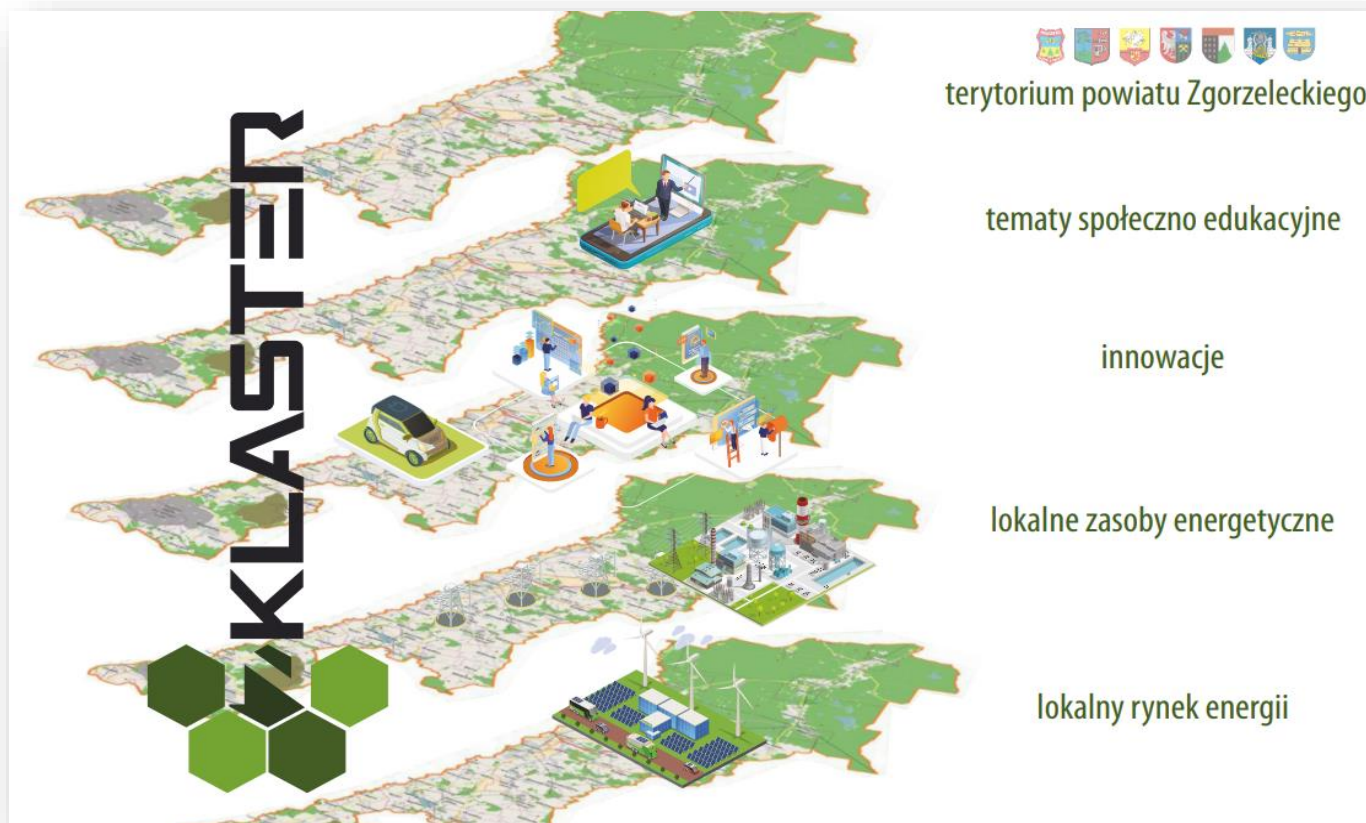 terytorium powiatu Zgorzeleckiego
tematy społeczno edukacyjne
innowacje
lokalne zasoby energetyczne
lokalny rynek energii
KLASTER